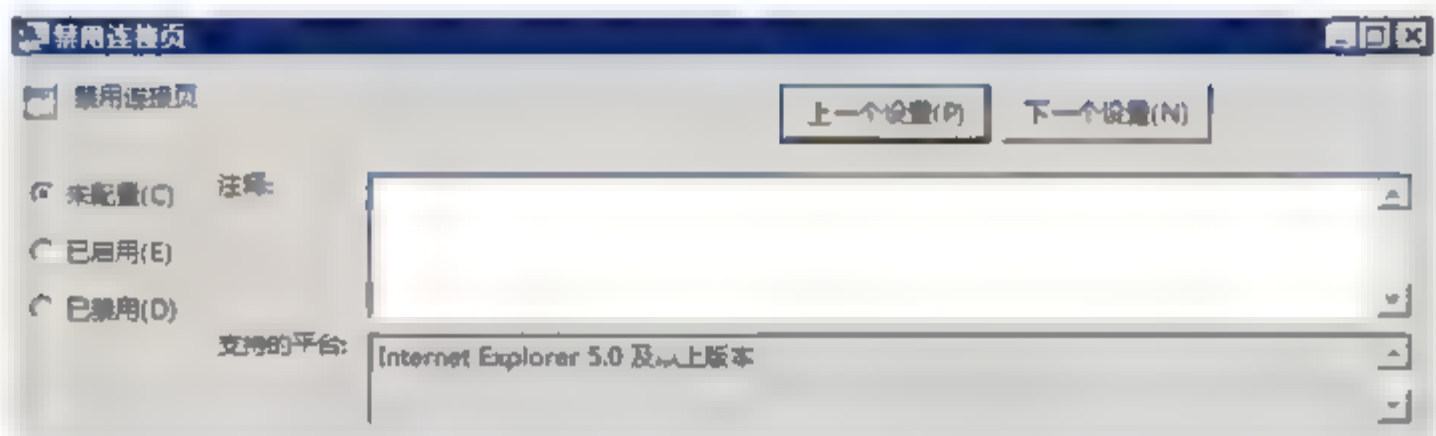 禁用连接页
禁用连接页
上一个设置(P)
下一个设置(N)
未配置(C)
注释:
已启用(E)
已禁用(D)
支持的平台:
Internet Explorer 5.0 及以上版本